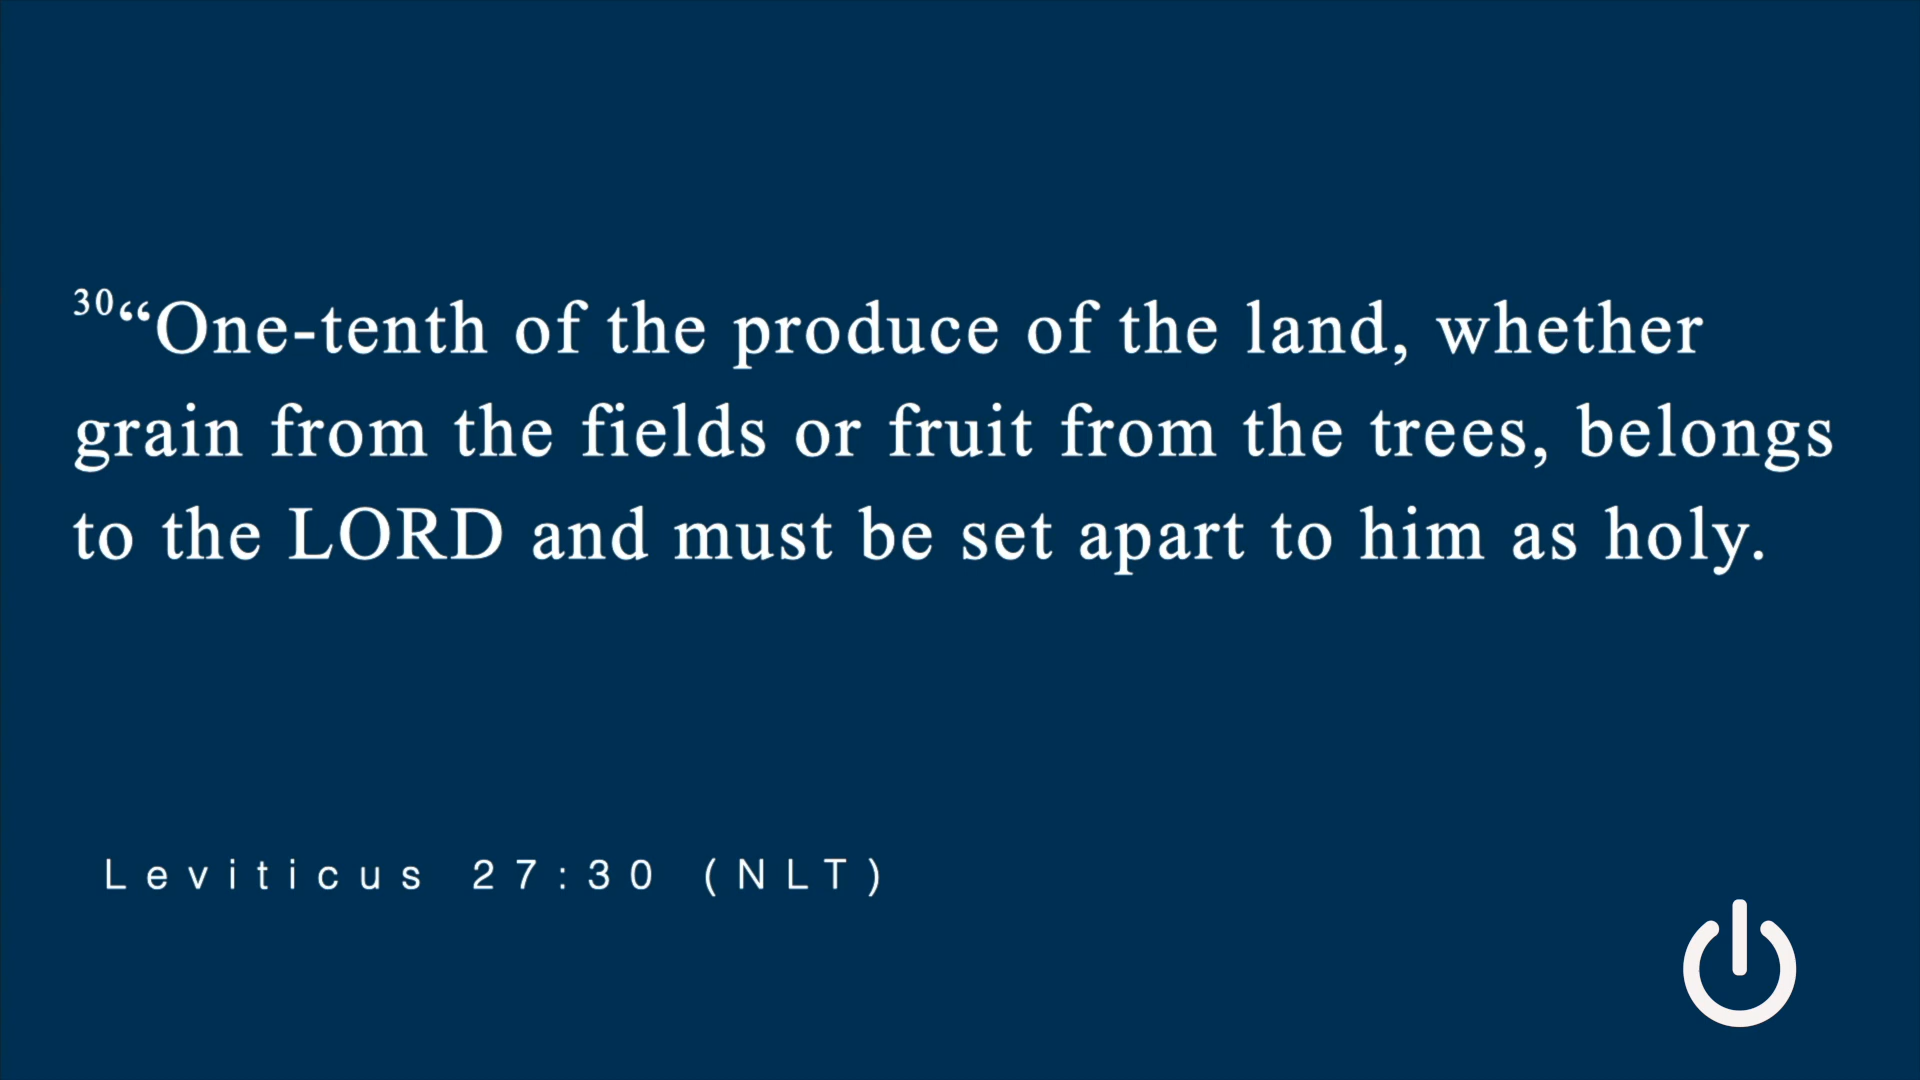 30“One-tenth of the produce of the land, whether
grain from the fields or fruit from the trees, belongs
to the LORD and must be set apart to him as holy.
Leviticus 27:30 (NLT)